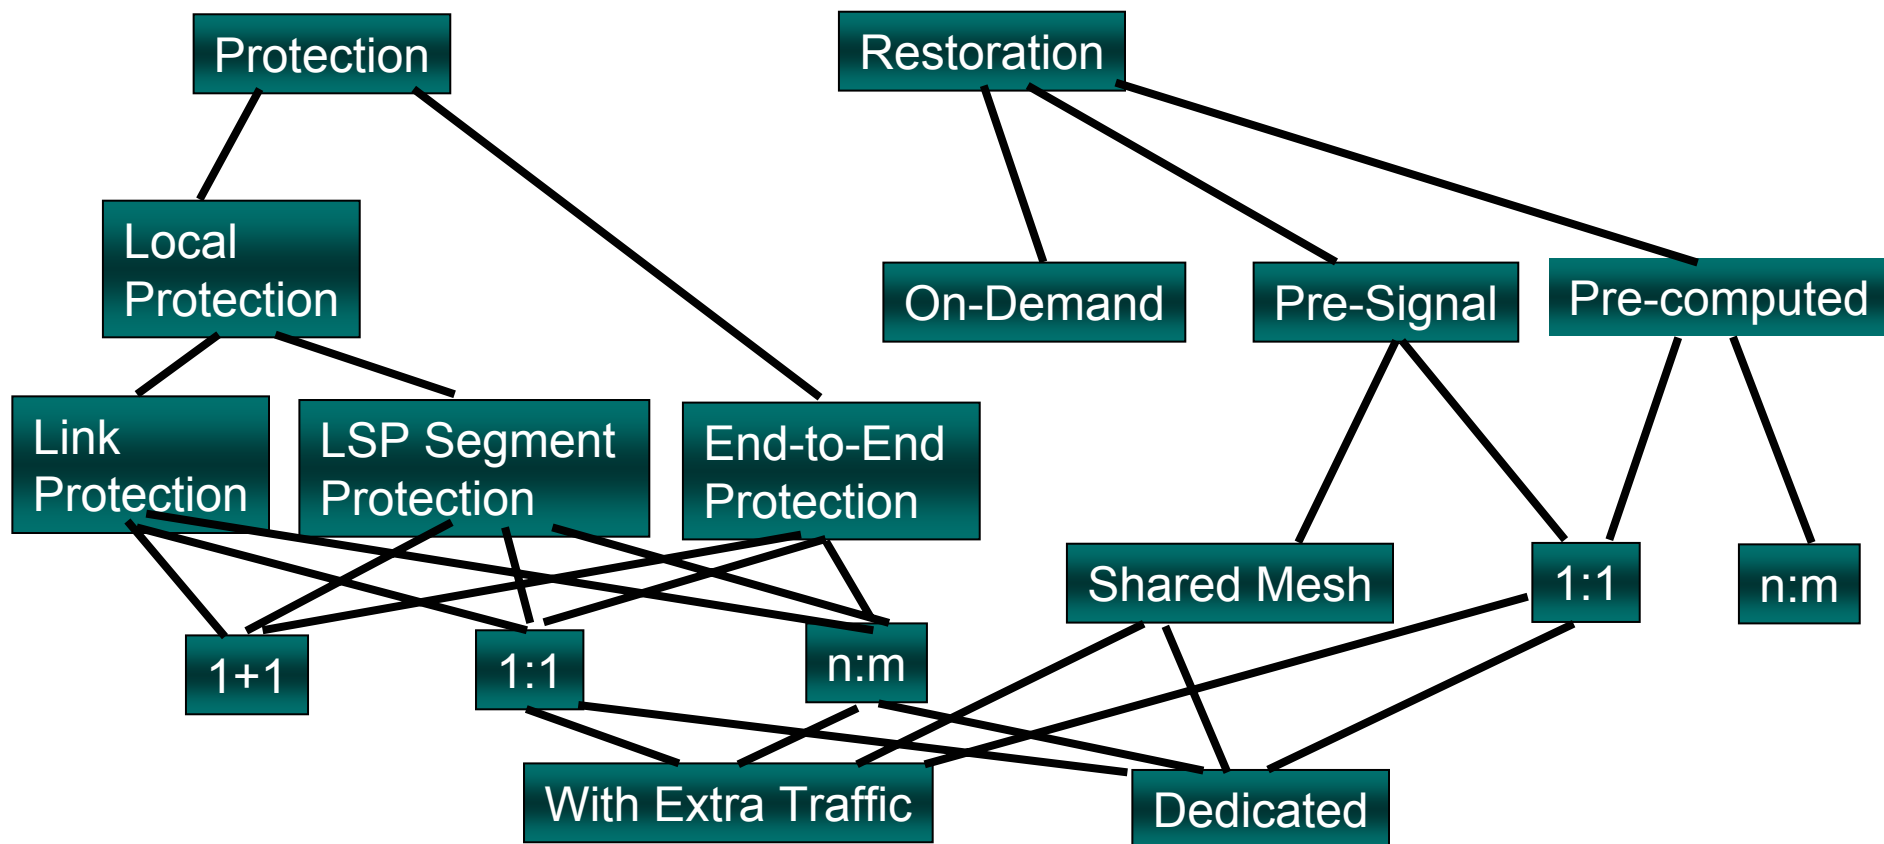 Protection
Restoration
Local
Protection
On-Demand
Pre-Signal
Pre-computed
Link
Protection
LSP Segment
Protection
End-to-End
Protection
Shared Mesh
1:1
n:m
1+1
1:1
n:m
With Extra Traffic
Dedicated